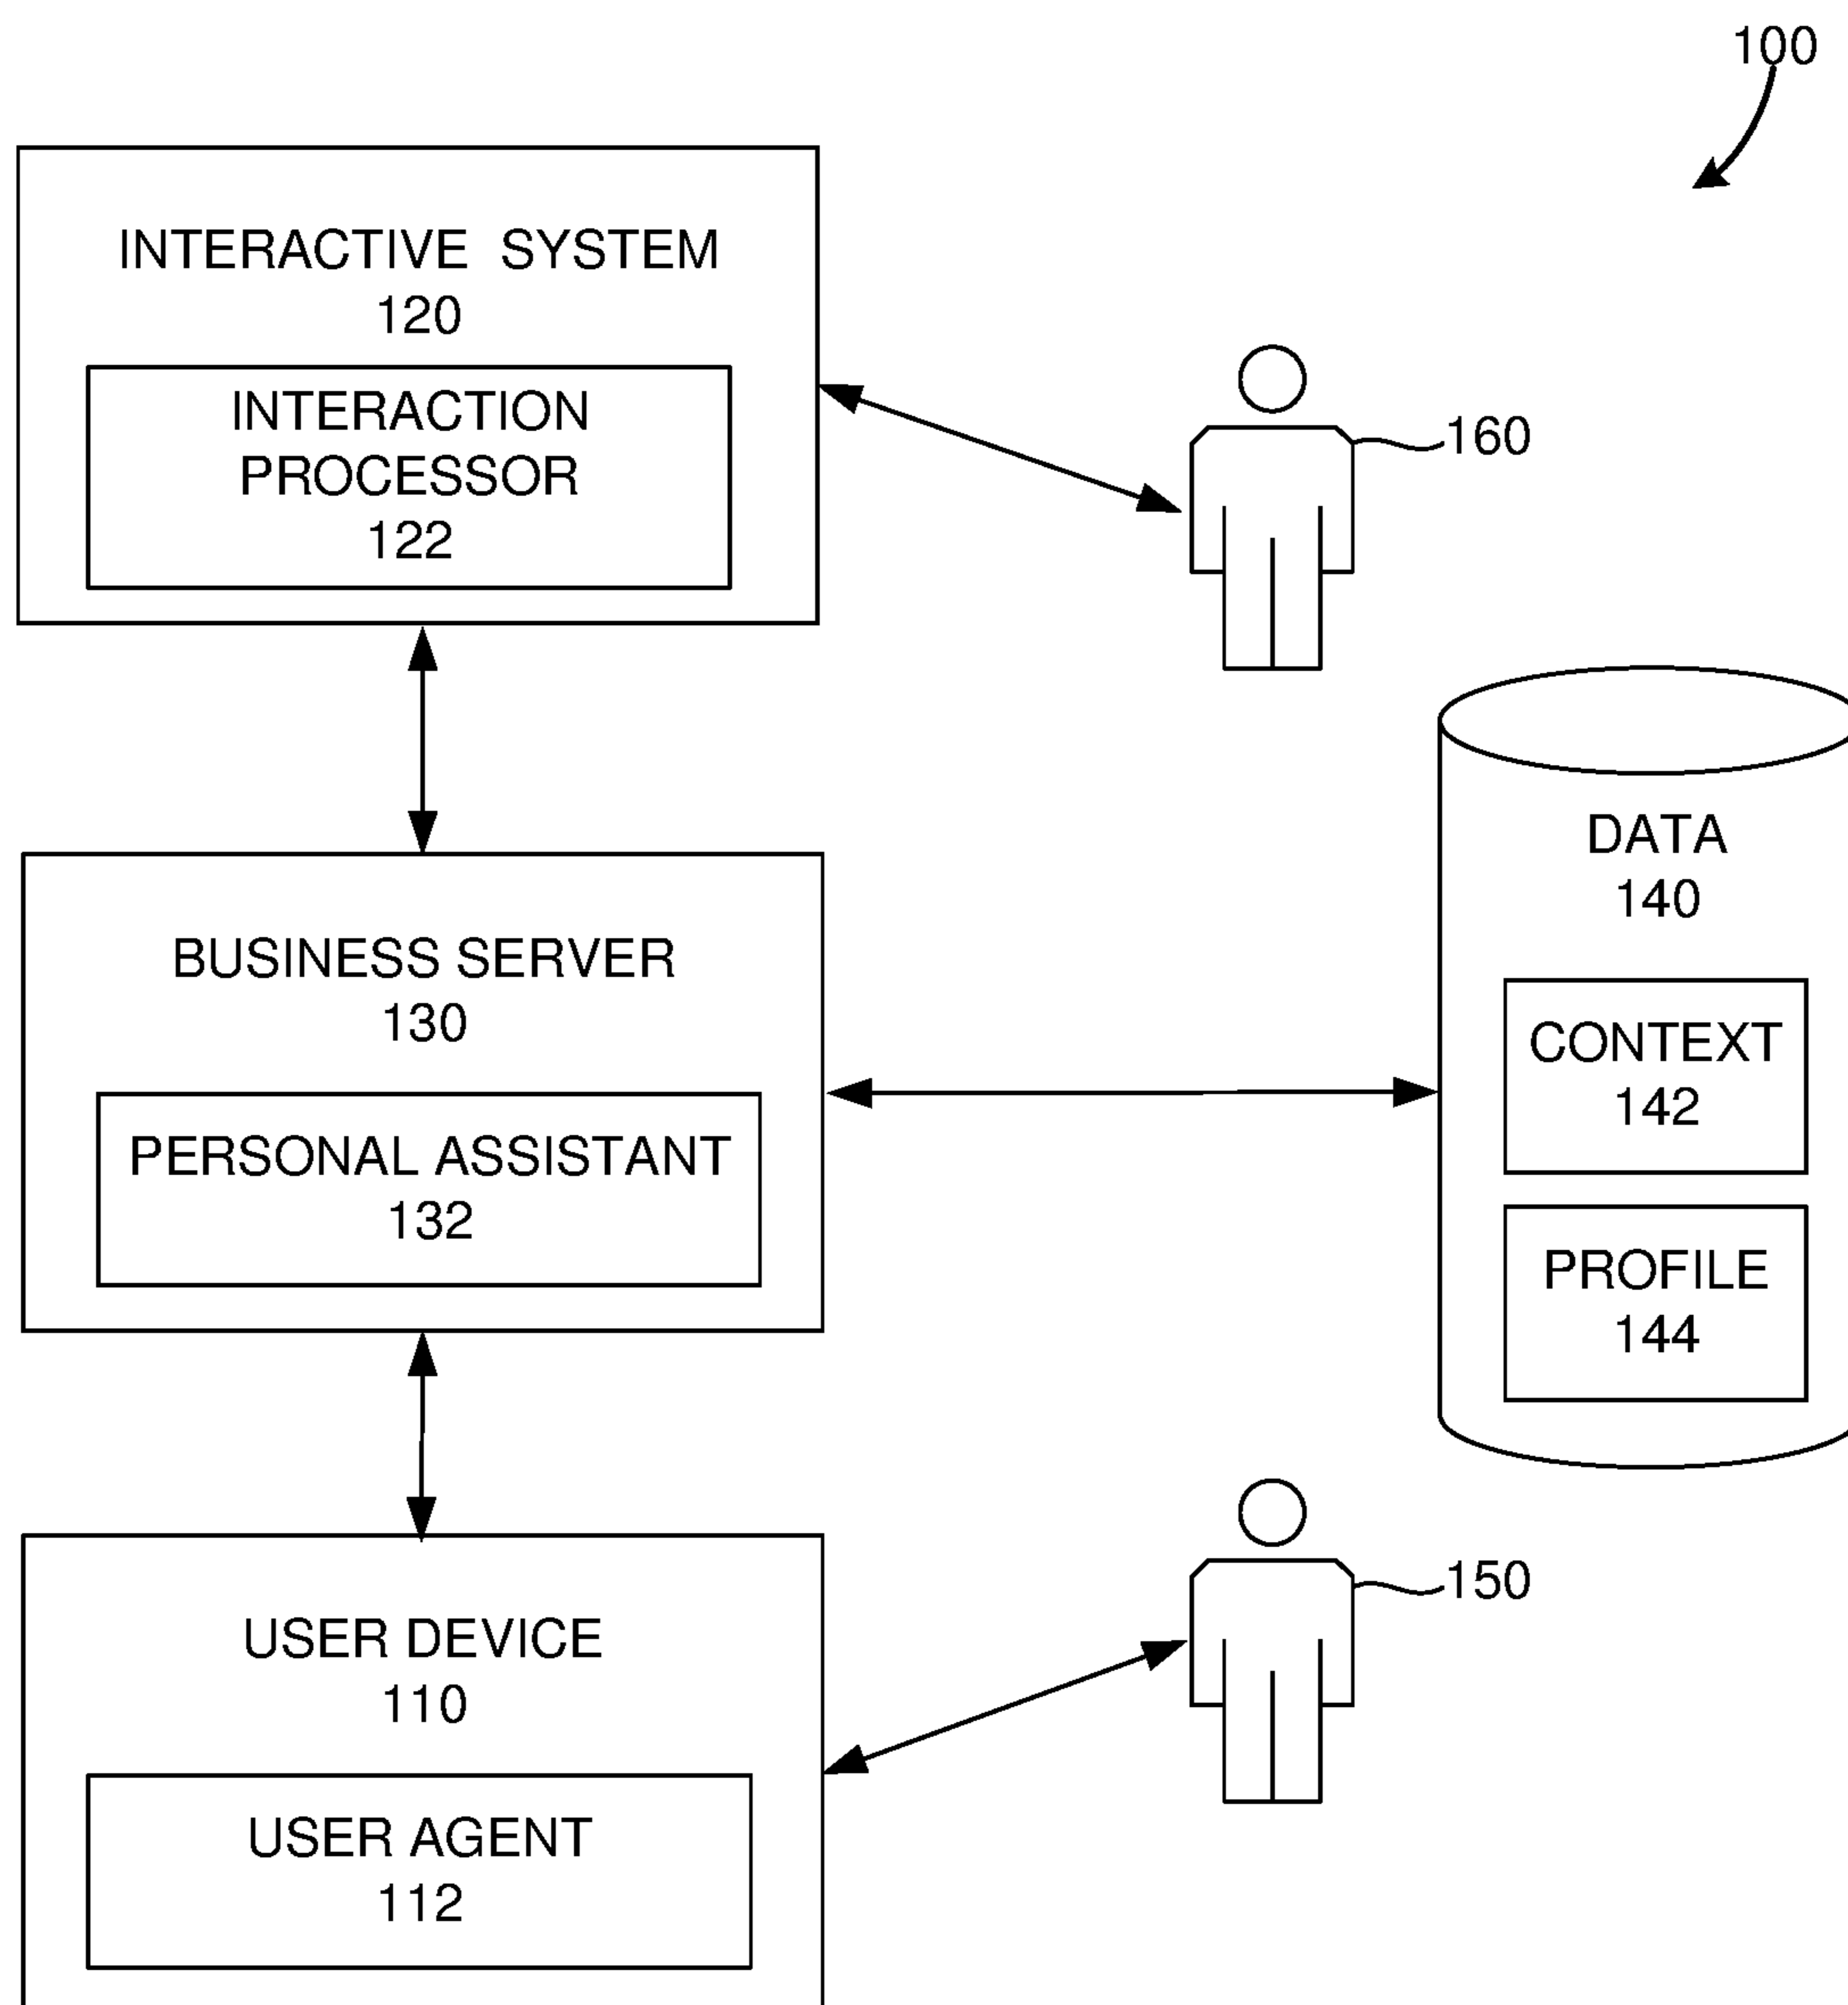 100
INTERACTIVE SYSTEM
120
INTERACTION
PROCESSOR
122
160
DATA
140
BUSINESS SERVER
130
CONTEXT
142
PERSONAL ASSISTANT
132
PROFILE
144
150
USER DEVICE
110
USER AGENT
112